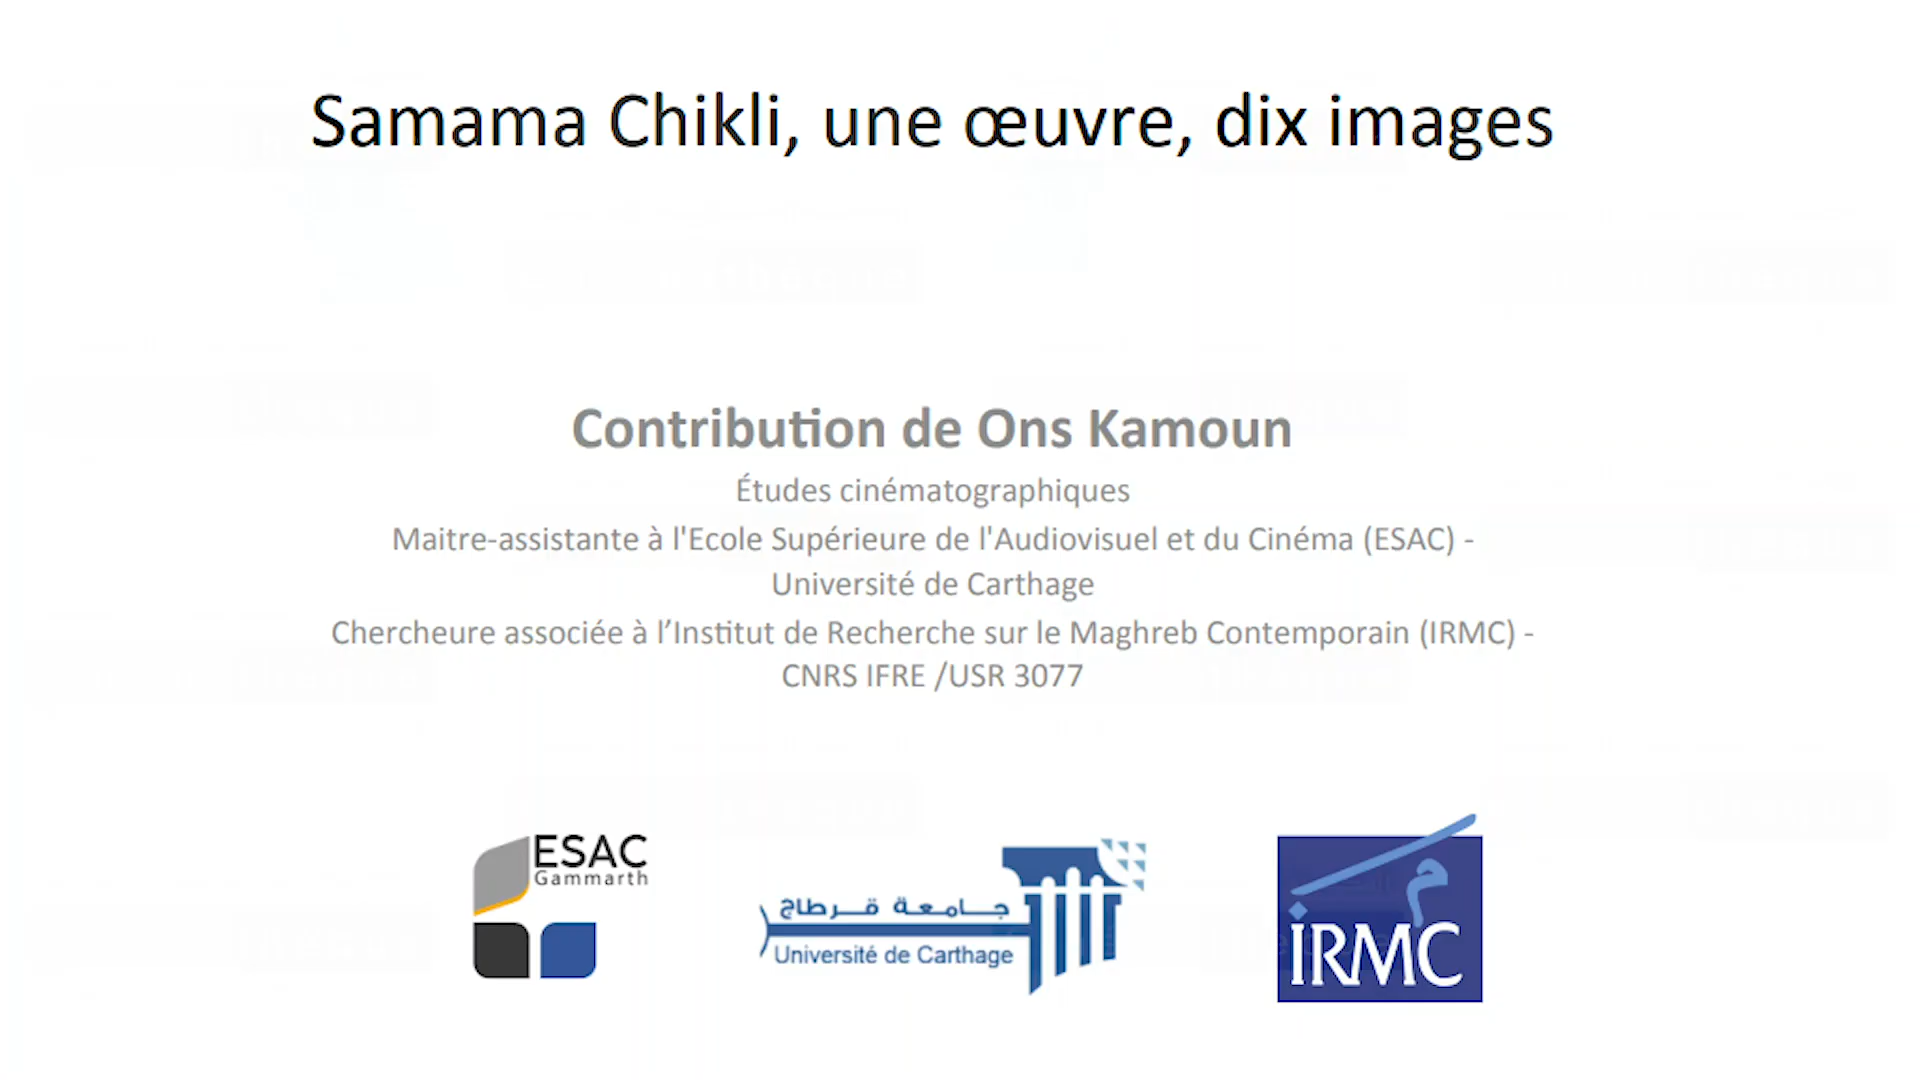 Samama Chikli, une œuvre, dix images
Contribution de Ons Kamoun
Études cinématographiques
Maitre-assistante à l'Ecole Supérieure de l'Audiovisuel et du Cinéma (ESAC) -
Université de Carthage
Chercheure associée à l’Institut de Recherche sur le Maghreb Contemporain (IRMC) -
CNRS IFRE /USR 3077
ESAC
Gammarth
جامعة قرطاج
Université de Carthage
IRMC